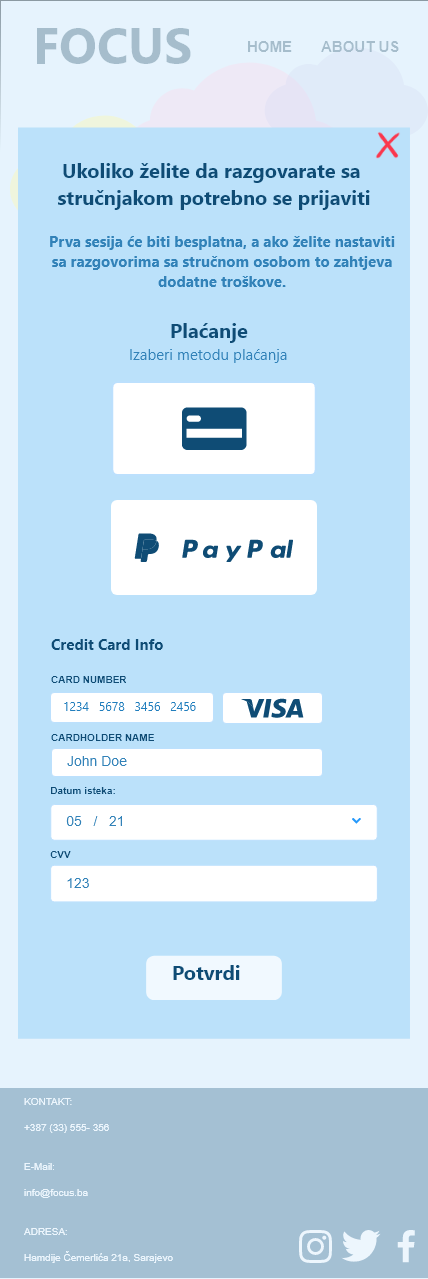 FOCUS
HOME ABOUT US
Ukoliko želite da razgovarate sa
stručnjakom potrebno se prijaviti
Prva sesija će biti besplatna, a ako želite nastaviti
sa razgovorima sa stručnom osobom to zahtjeva
dodatne troškove.
Plaćanje
Izaberi metodu plaćanja
PayPal
Credit Card Info
CARD NUMBER
1234 5678 3456 2456 VISA
CARDHOLDER NAME
John Doe
Datum isteka:
05 / 21
CVV
123
Potvrdi
KONTAKT:
+387 (33) 555- 356
E-Mail:
info@focus.ba
ADRESA:
Hamdije Čemerlića 21a, Sarajevo